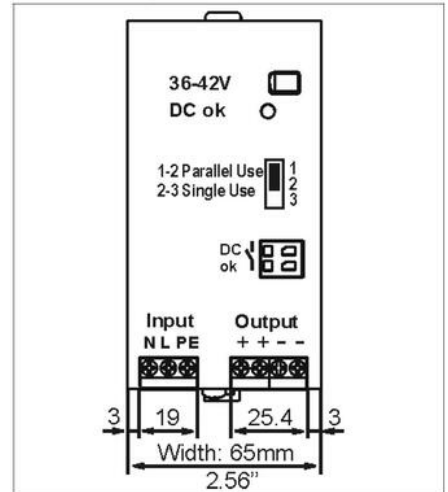 36-42V
DC ok
1-2 Parallel Use
2-3 Single Use
1
2
3
DC
ok
Input
Output
N L PE
+ + - -
3
19
25.4
3
Width: 65mm
2.56"